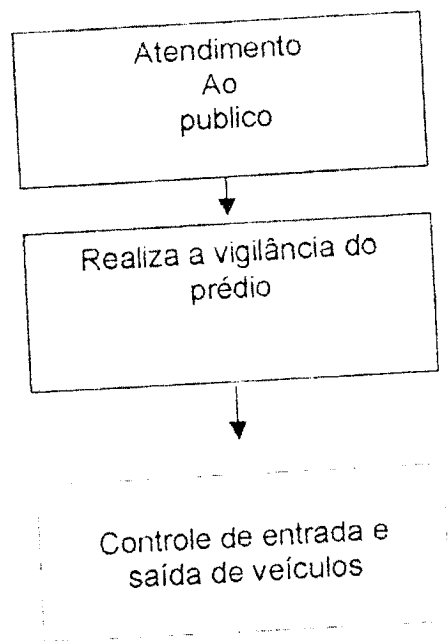 Atendimento
Ao
publico
Realiza a vigilância do
prédio
Controle de entrada e
saída de veículos